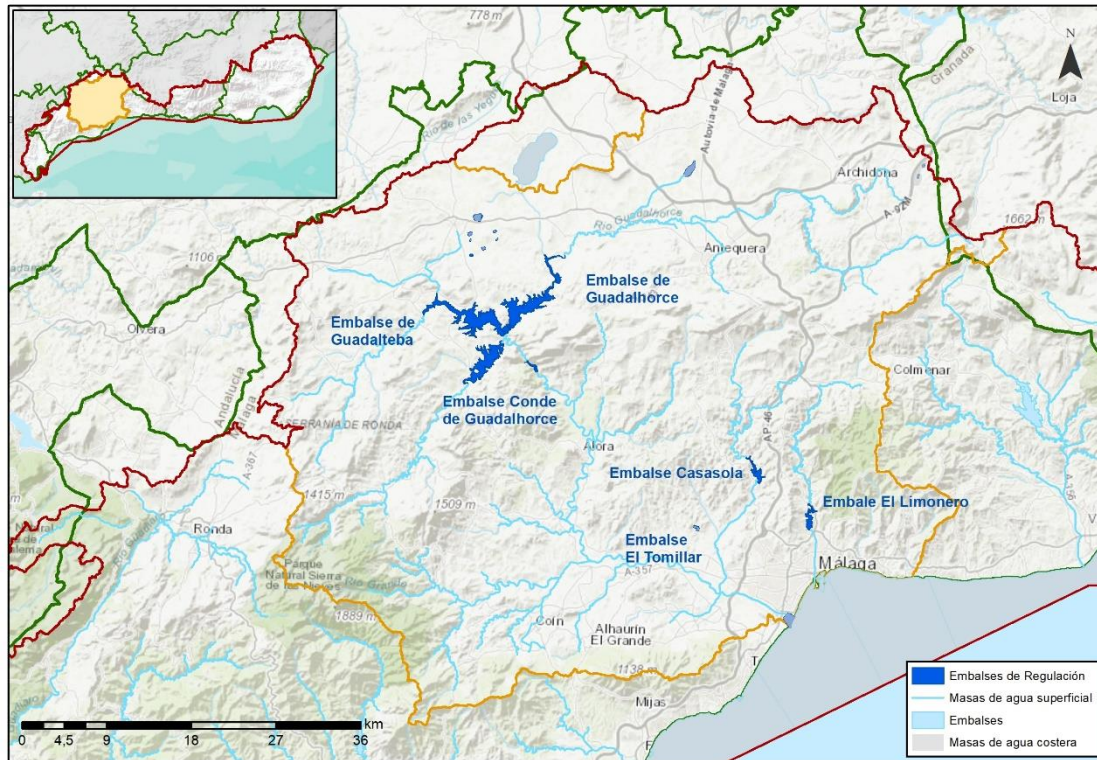 778 m
N
Granada
Loja
Río de las Yeguas
Autovía de Málaga
Archidona
A-92M
1662 m
Río Guadalhorce
Antequera
1106 m
Embalse de
Guadalhorce
Embalse de
Guadalteba
Olvera
Colmenar
Andalucía
Málaga
Embalse Conde
de Guadalhorce
SERRANÍA DE RONDA
A-367
Álora
AP-46
Embalse Casasola
A-356
1415 m
1509 m
Embale El Limonero
Ronda
Embalse
El Tomillar
Málaga
Parque
Natural Sierra
de las Nieves
Río Grande
A-357
1889 m
Coín
Alhaurín
El Grande
1138 m
Mijas
km
0 4,5 9 18 27 36
Embalses de Regulación
Masas de agua superficial
Embalses
Masas de agua costera